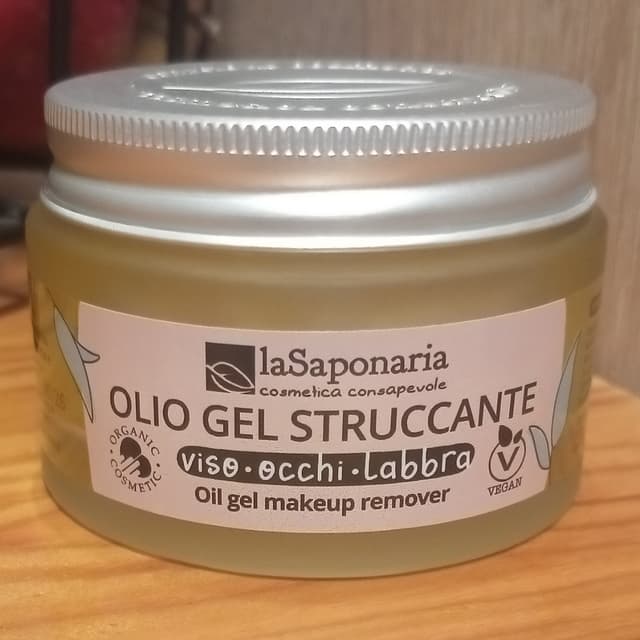 laSaponaria
cosmetica consapevole
OLIO GEL STRUCCANTE
viso·occhi·labbra
Oil gel makeup remover
ORGANIC COSMETIC
VEGAN